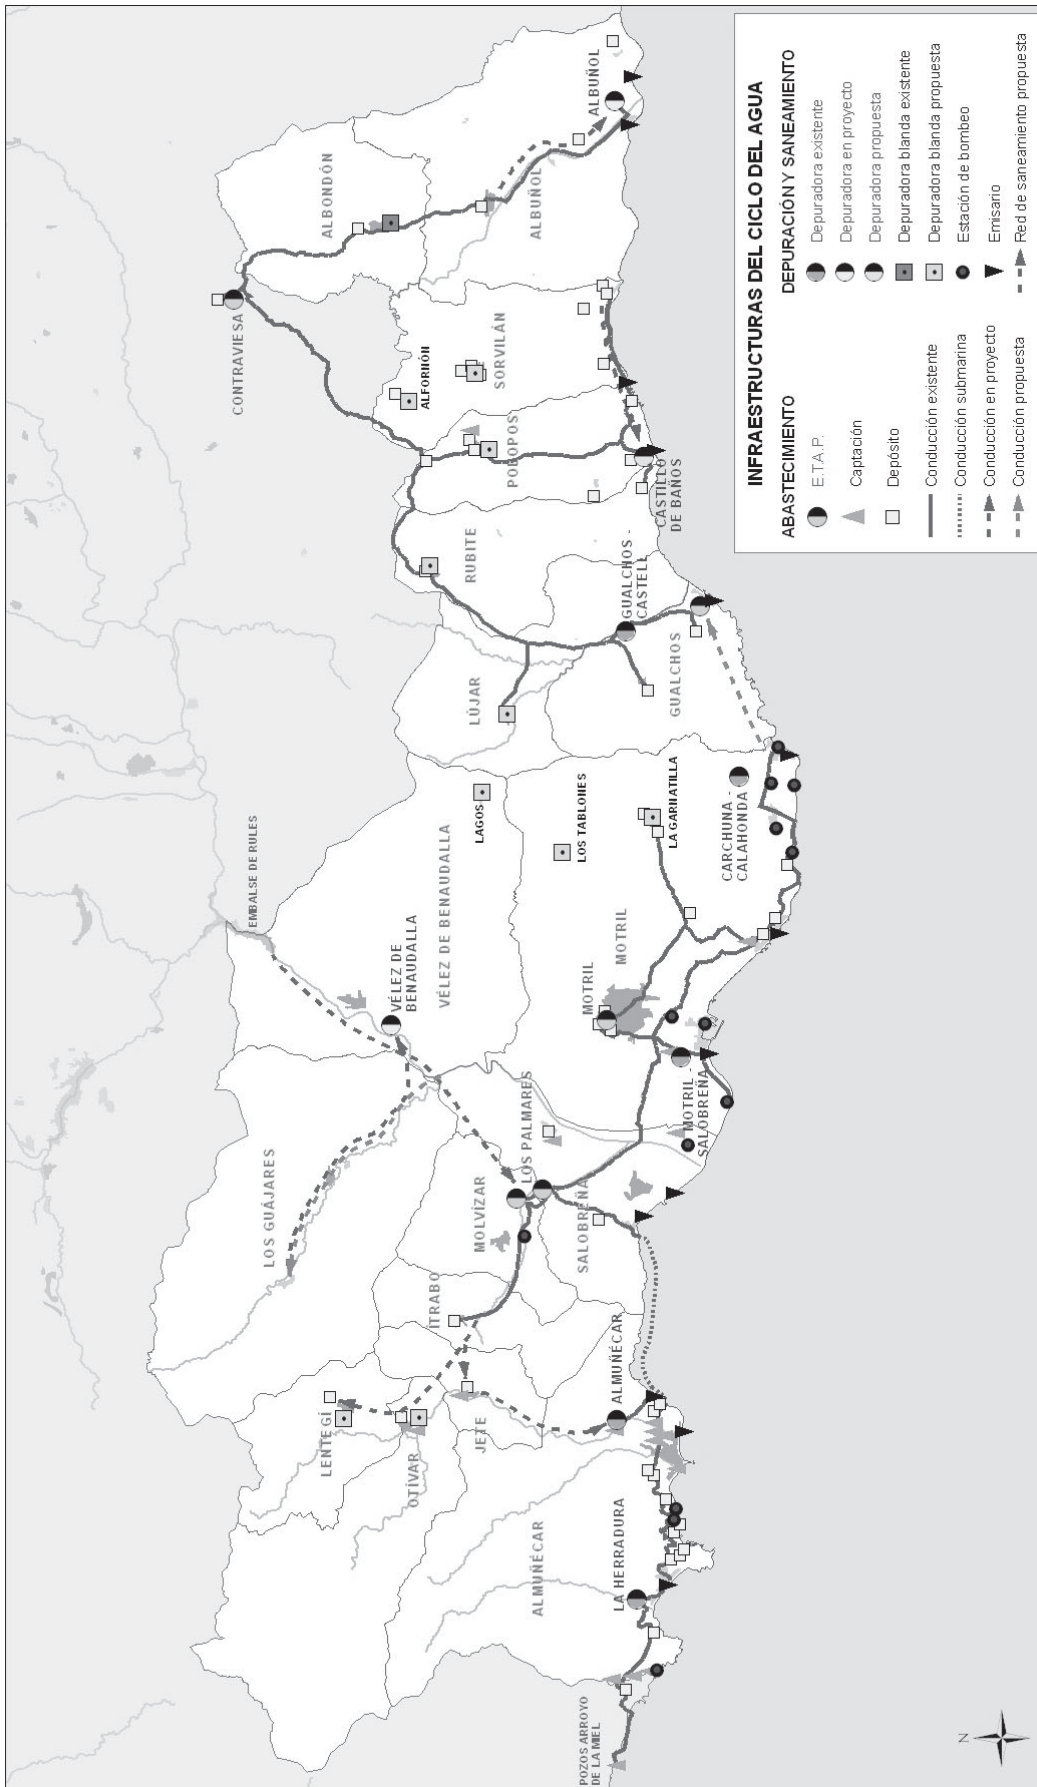 POZOS ARROYO
DE LA MIEL
LA HERRADURA
ALMUÑÉCAR
OTÍVAR
LENTEGÍ
JETE
ALMUÑÉCAR
ÍTRABO
MOLVÍZAR
LOS GUÁJARES
SALOBREÑA
LOS PALMARES
MOTRIL -
SALOBREÑA
MOTRIL
MOTRIL
VÉLEZ DE
BENAUDALLA
VÉLEZ DE BENAUDALLA
EMBALSE DE RULES
LAGOS
LOS TABLONES
LA GARNATILLA
CARCHUNA -
CALAHONDA
LÚJAR
GUALCHOS
GUALCHOS -
CASTELL
RUBITE
CASTILLO
DE BAÑOS
POLOPOS
ALFORNÓN
SORVILÁN
CONTRAVIESA
ALBONDÓN
ALBUÑOL
ALBUÑOL
N
INFRAESTRUCTURAS DEL CICLO DEL AGUA
ABASTECIMIENTO
E.T.A.P.
Captación
Depósito
Conducción existente
Conducción submarina
Conducción en proyecto
Conducción propuesta
DEPURACIÓN Y SANEAMIENTO
Depuradora existente
Depuradora en proyecto
Depuradora propuesta
Depuradora blanda existente
Depuradora blanda propuesta
Estación de bombeo
Emisario
Red de saneamiento propuesta